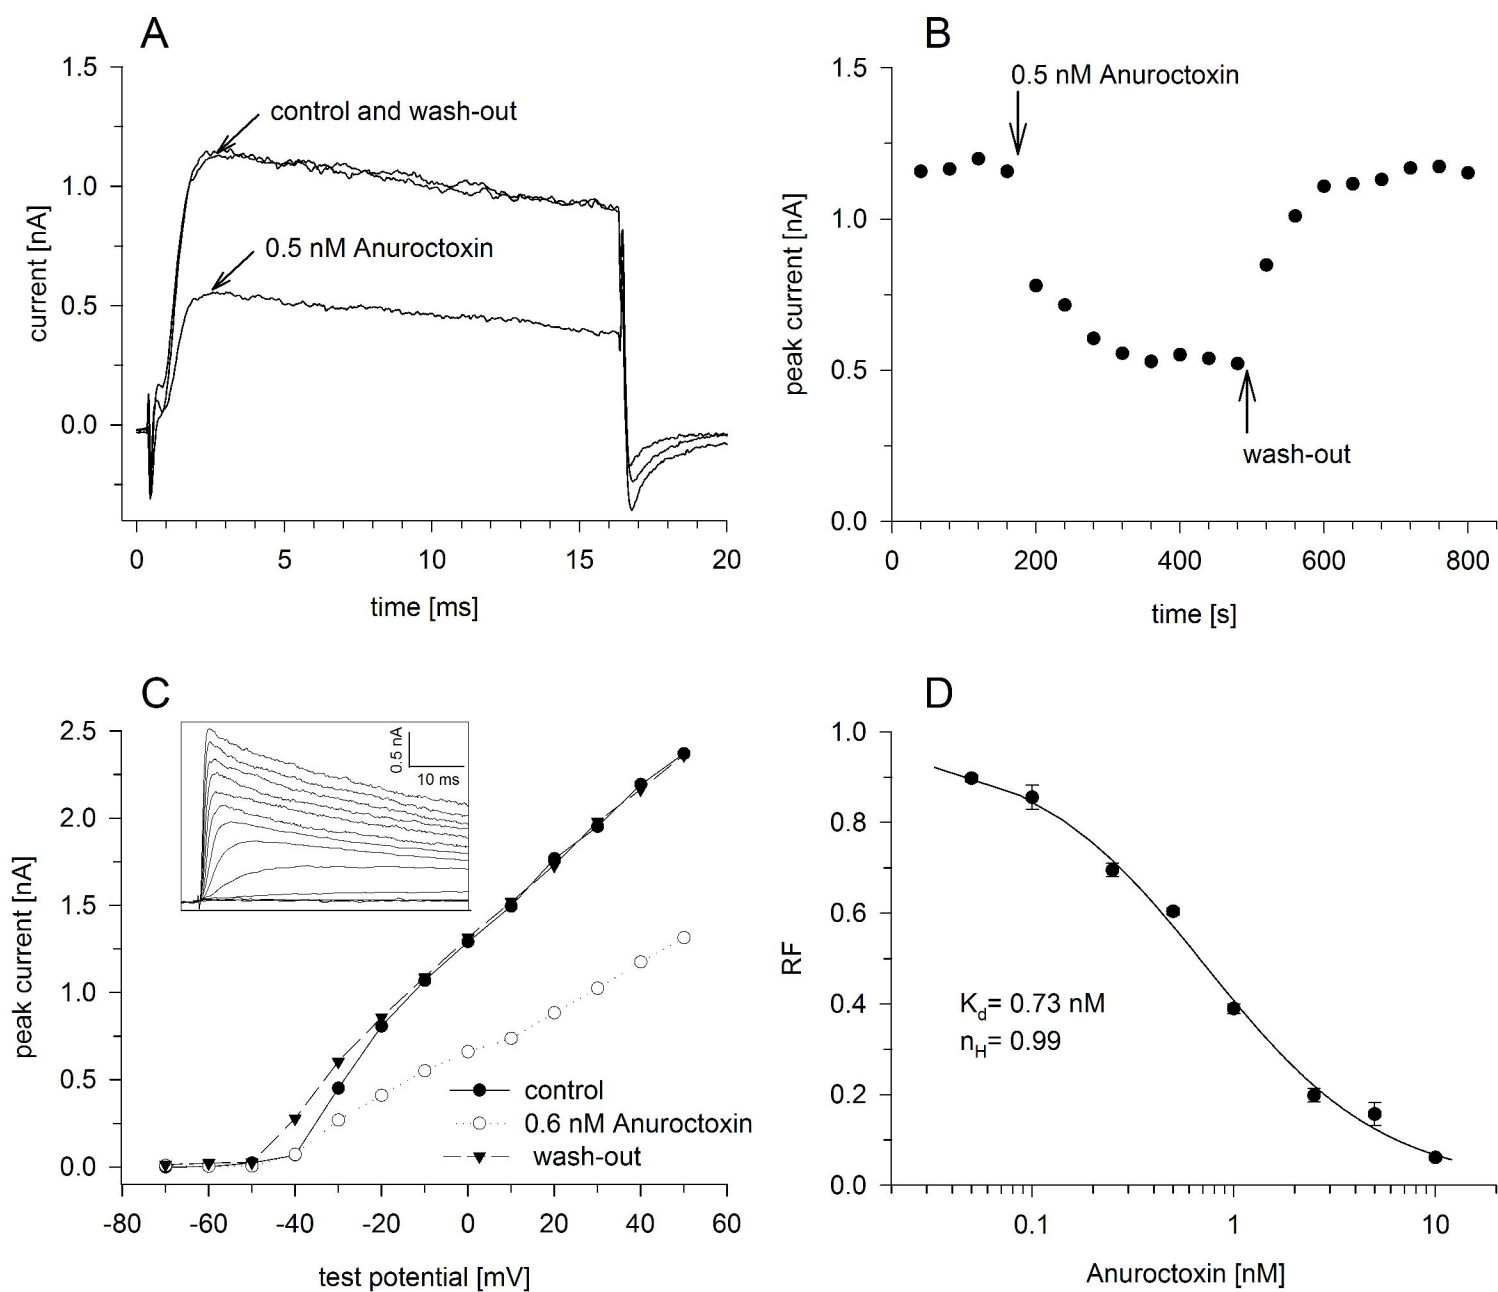 A
1.5
1.0
0.5
0.0
current [nA]
control and wash-out
0.5 nM Anuroctoxin
0 5 10 15 20
time [ms]
B
1.5
1.0
0.5
0.0
peak current [nA]
0.5 nM Anuroctoxin
wash-out
0 200 400 600 800
time [s]
C
2.5
2.0
1.5
1.0
0.5
0.0
peak current [nA]
0.5 nA
10 ms
control
0.6 nM Anuroctoxin
wash-out
-80 -60 -40 -20 0 20 40 60
test potential [mV]
D
1.0
0.8
0.6
0.4
0.2
0.0
RF
Kd= 0.73 nM
nH= 0.99
0.1 1 10
Anuroctoxin [nM]